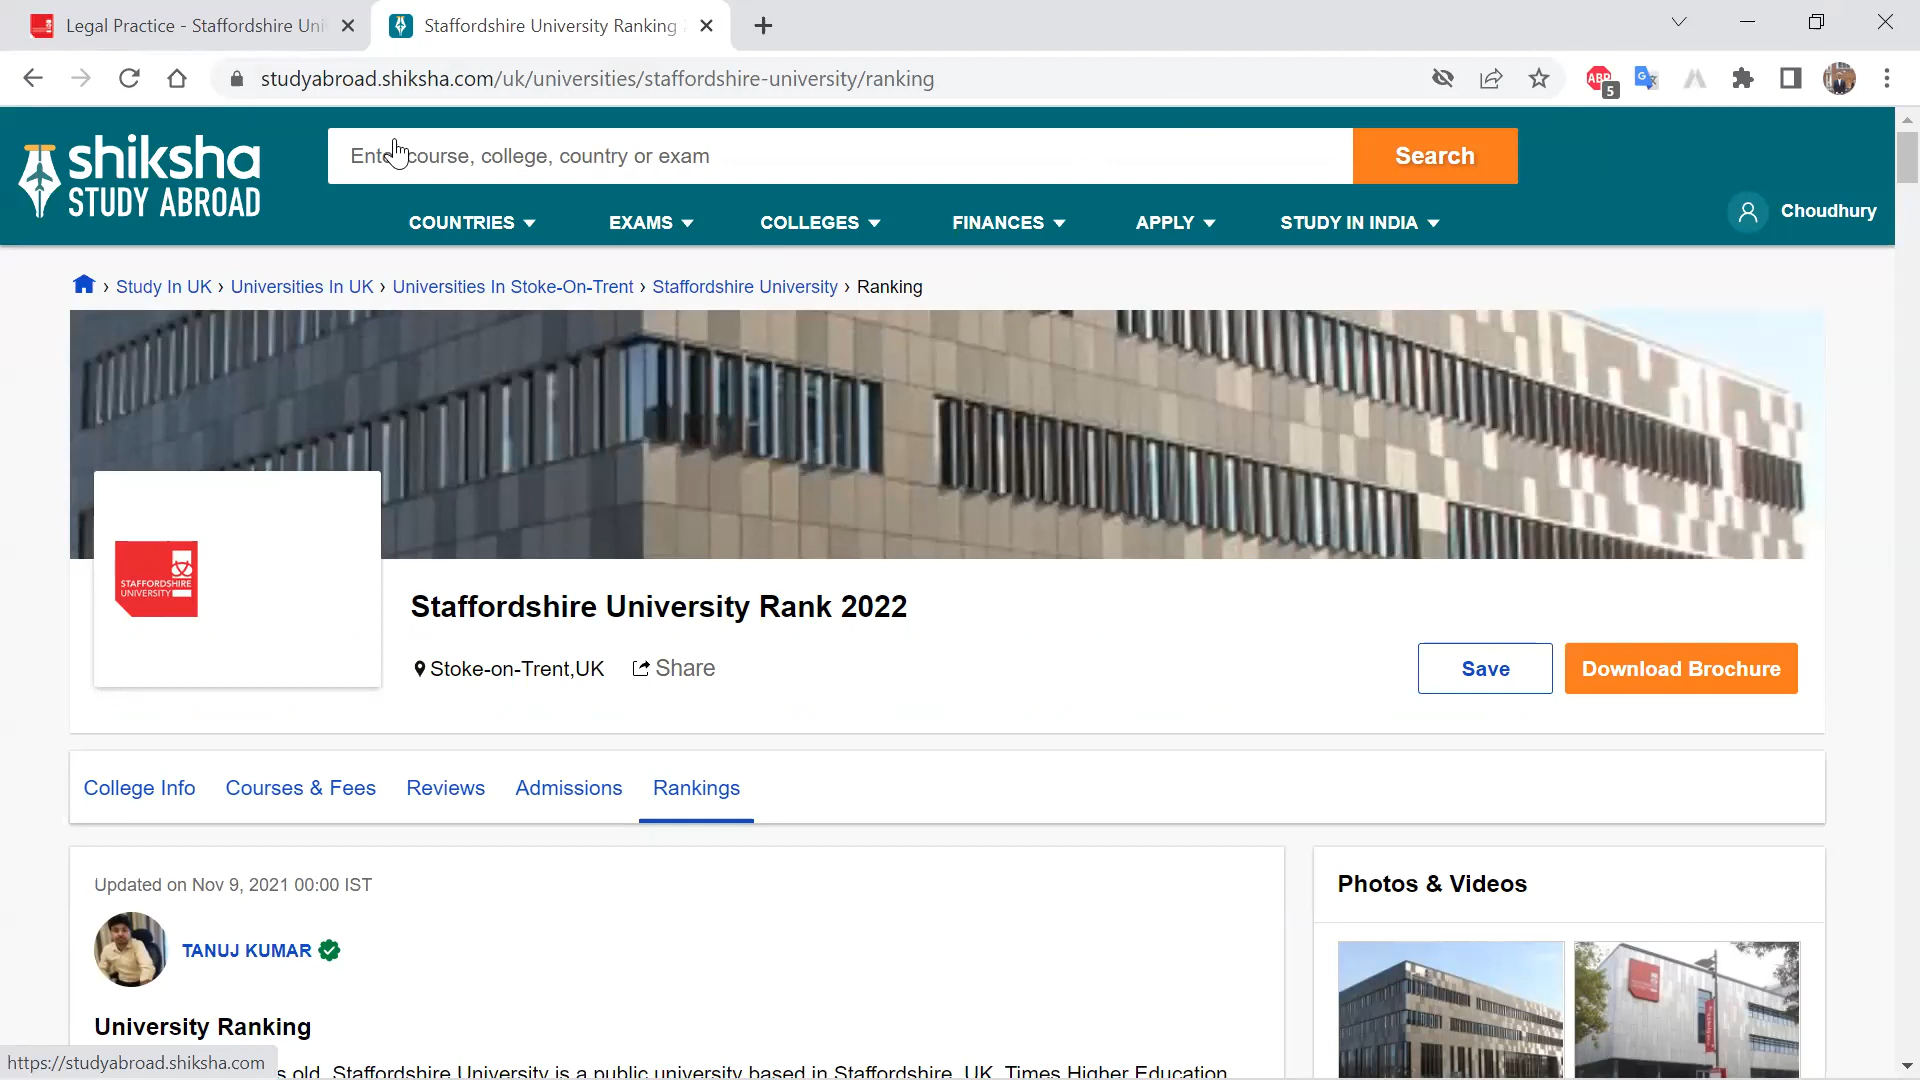 Legal Practice - Staffordshire Uni
Staffordshire University Ranking
studyabroad.shiksha.com/uk/universities/staffordshire-university/ranking
ABP
5
shiksha
STUDY ABROAD
Enter course, college, country or exam
Search
COUNTRIES
EXAMS
COLLEGES
FINANCES
APPLY
STUDY IN INDIA
Choudhury
› Study In UK › Universities In UK › Universities In Stoke-On-Trent › Staffordshire University › Ranking
STAFFORDSHIRE
UNIVERSITY
Staffordshire University Rank 2022
Stoke-on-Trent,UK
Share
Save
Download Brochure
College Info
Courses & Fees
Reviews
Admissions
Rankings
Updated on Nov 9, 2021 00:00 IST
Photos & Videos
TANUJ KUMAR
University Ranking
https://studyabroad.shiksha.com
s old, Staffordshire University is a public university based in Staffordshire, UK. Times Higher Education